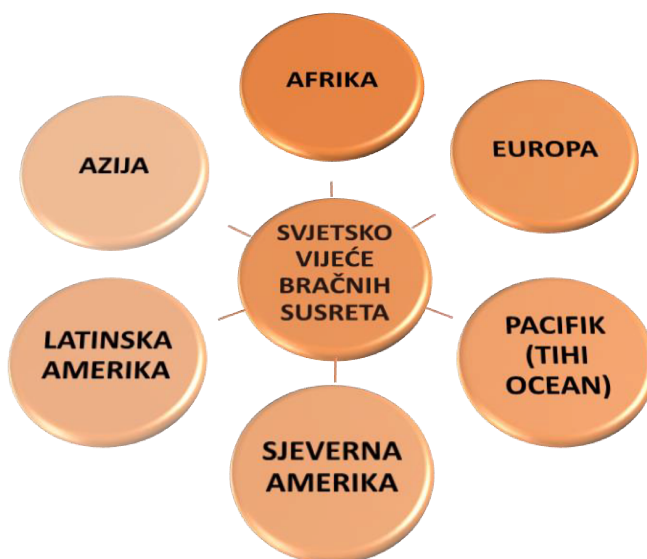 AFRIKA
EUROPA
AZIJA
SVJETSKO
VIJEĆE
BRAČNIH
SUSRETA
PACIFIK
(TIHI
OCEAN)
LATINSKA
AMERIKA
SJEVERNA
AMERIKA